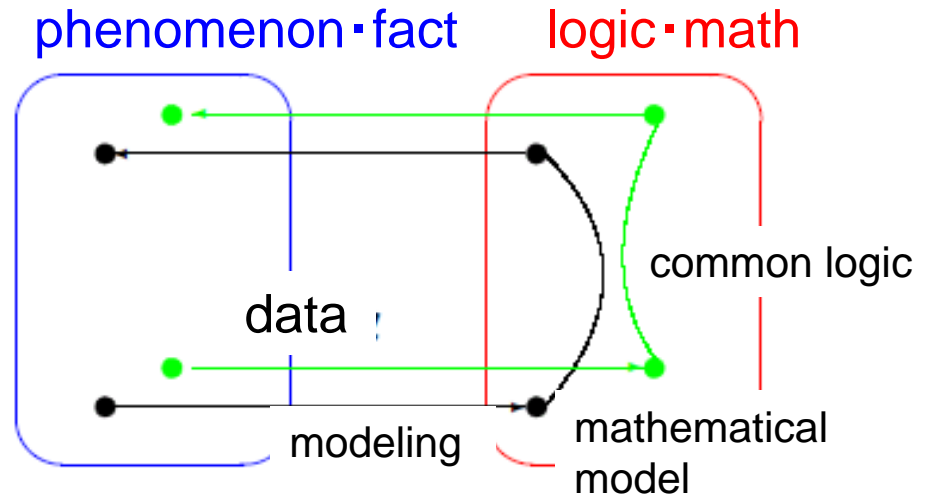 phenomenon・fact
logic・math
common logic
data
modeling
mathematical
model